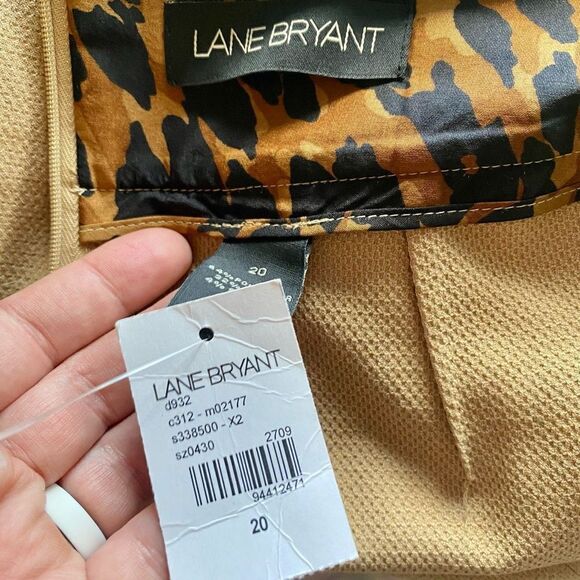 LANE BRYANT
20
LANE BRYANT
d932
c312 - m02177
s338500 - X2
sz0430
2709
94412471
20